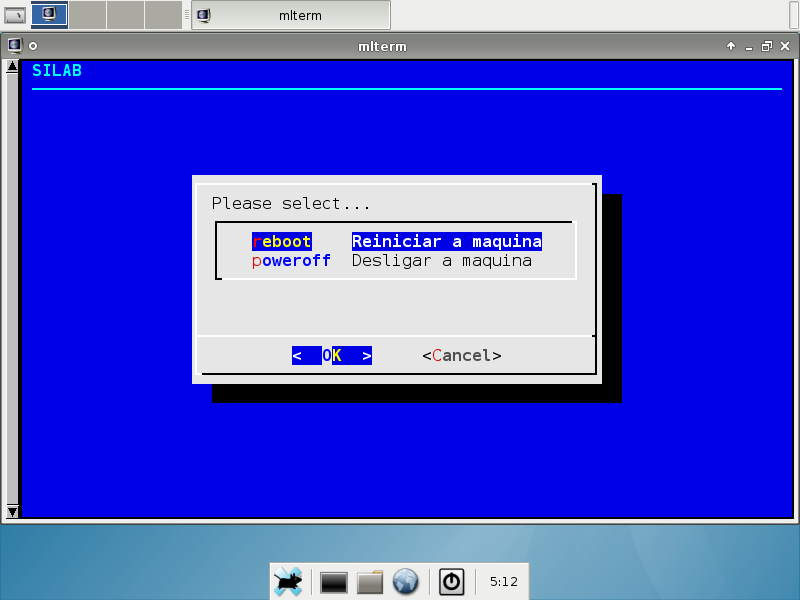 mlterm
mlterm
SILAB
Please select...
reboot Reiniciar a maquina
poweroff Desligar a maquina
< OK > <Cancel>
5:12